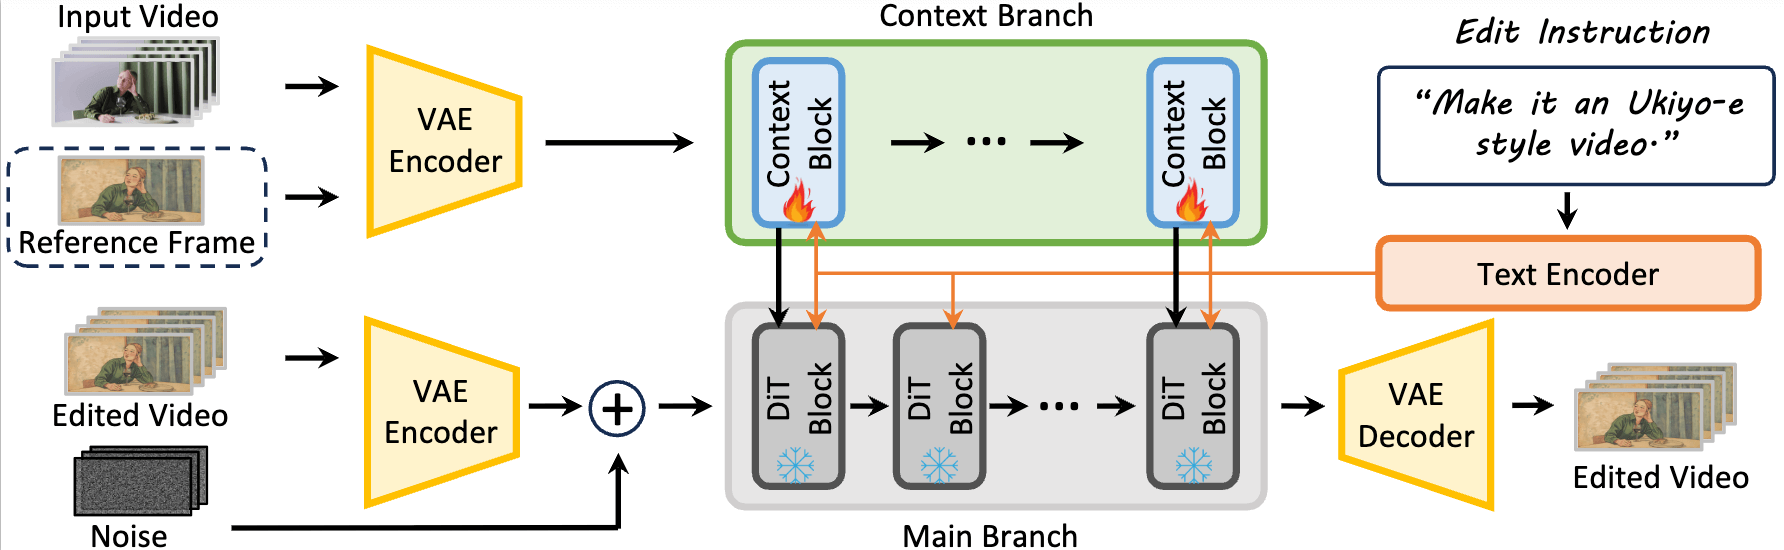 Input Video
Reference Frame
Edited Video
Noise
VAE
Encoder
VAE
Encoder
+
Context Branch
Context
Block
...
Context
Block
DiT
Block
DiT
Block
...
DiT
Block
Main Branch
Edit Instruction
“Make it an Ukiyo-e
style video.”
Text Encoder
VAE
Decoder
Edited Video